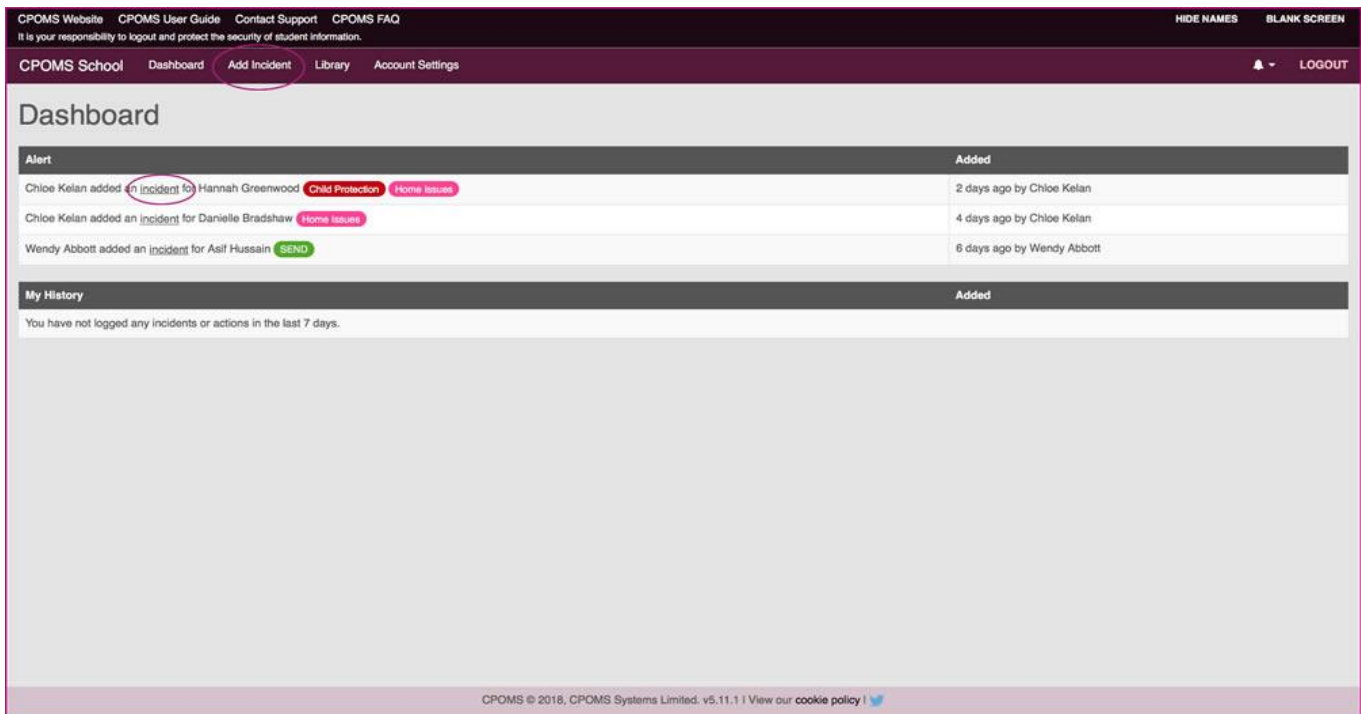 CPOMS Website CPOMS User Guide Contact Support CPOMS FAQ HIDE NAMES BLANK SCREEN
It is your responsibility to logout and protect the security of student information.
CPOMS School Dashboard Add Incident Library Account Settings LOGOUT
Dashboard
Alert Added
Chloe Kelan added an incident for Hannah Greenwood Child Protection Home Issues 2 days ago by Chloe Kelan
Chloe Kelan added an incident for Danielle Bradshaw Home Issues 4 days ago by Chloe Kelan
Wendy Abbott added an incident for Asif Hussain SEND 6 days ago by Wendy Abbott
My History Added
You have not logged any incidents or actions in the last 7 days.
CPOMS © 2018, CPOMS Systems Limited. v5.11.1 | View our cookie policy |